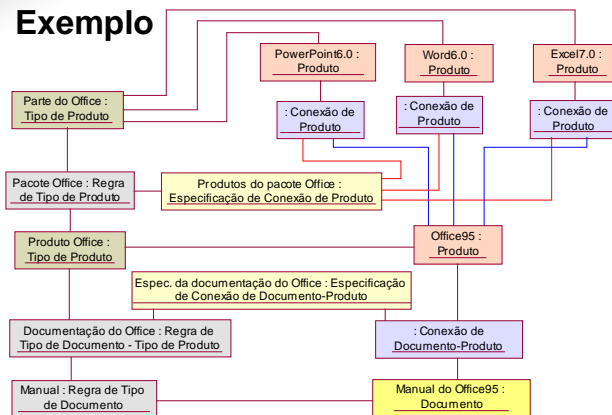 Exemplo
PowerPoint6.0 :
Produto
Word6.0 :
Produto
Excel7.0 :
Produto
Parte do Office :
Tipo de Produto
: Conexão de
Produto
: Conexão de
Produto
: Conexão de
Produto
Pacote Office : Regra
de Tipo de Produto
Produtos do pacote Office :
Especificação de Conexão de Produto
Produto Office :
Tipo de Produto
Office95 :
Produto
Espec. da documentação do Office : Especificação
de Conexão de Documento-Produto
Documentação do Office : Regra de
Tipo de Documento - Tipo de Produto
: Conexão de
Documento-Produto
Manual : Regra de Tipo
de Documento
Manual do Office95 :
Documento